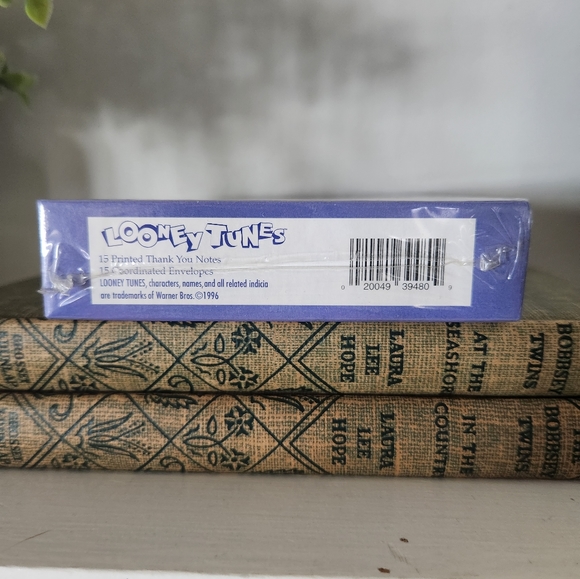 LOONEY TUNES
15 Printed Thank You Notes
15 Coordinated Envelopes
LOONEY TUNES, characters, names, and all related indicia
are trademarks of Warner Bros. ©1996
0 20049 39480 9
BOBBSEY
TWINS
AT THE
SEASHORE
LAURA
LEE
HOPE
THE
BOBBSEY
TWINS
IN THE
COUNTRY
LAURA
LEE
HOPE